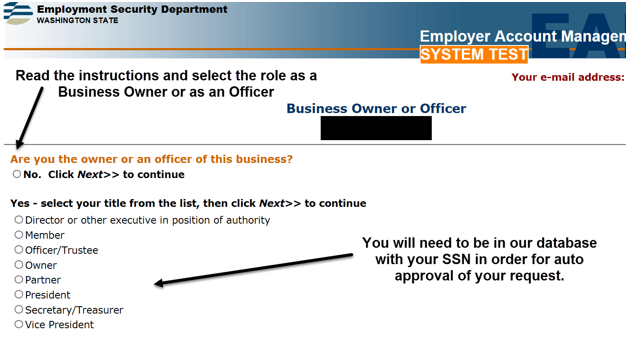 Employment Security Department
WASHINGTON STATE
Employer Account Managem
SYSTEM TEST
Read the instructions and select the role as a
Business Owner or as an Officer
Your e-mail address:
Business Owner or Officer
Are you the owner or an officer of this business?
No. Click Next>> to continue
Yes - select your title from the list, then click Next>> to continue
Director or other executive in position of authority
Member
Officer/Trustee
Owner
Partner
President
Secretary/Treasurer
Vice President
You will need to be in our database
with your SSN in order for auto
approval of your request.